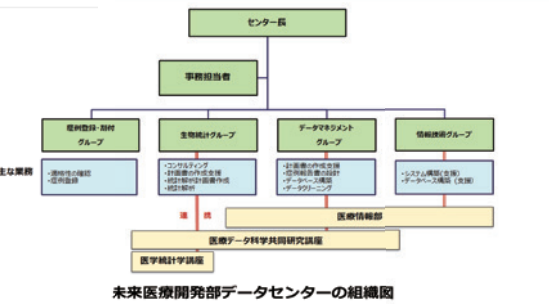 センター長
事務担当者
症例登録・割付
グループ
生物統計グループ
データマネジメント
グループ
情報技術グループ
主な業務
・適格性の確認
・症例登録
・コンサルティング
・計画書の作成支援
・統計解析計画書作成
・統計解析
・計画書の作成支援
・症例報告書の設計
・データベース構築
・データクリーニング
・システム構築(支援)
・データベース構築 (支援)
連 携
医療情報部
医療データ科学共同研究講座
医学統計学講座
未来医療開発部データセンターの組織図